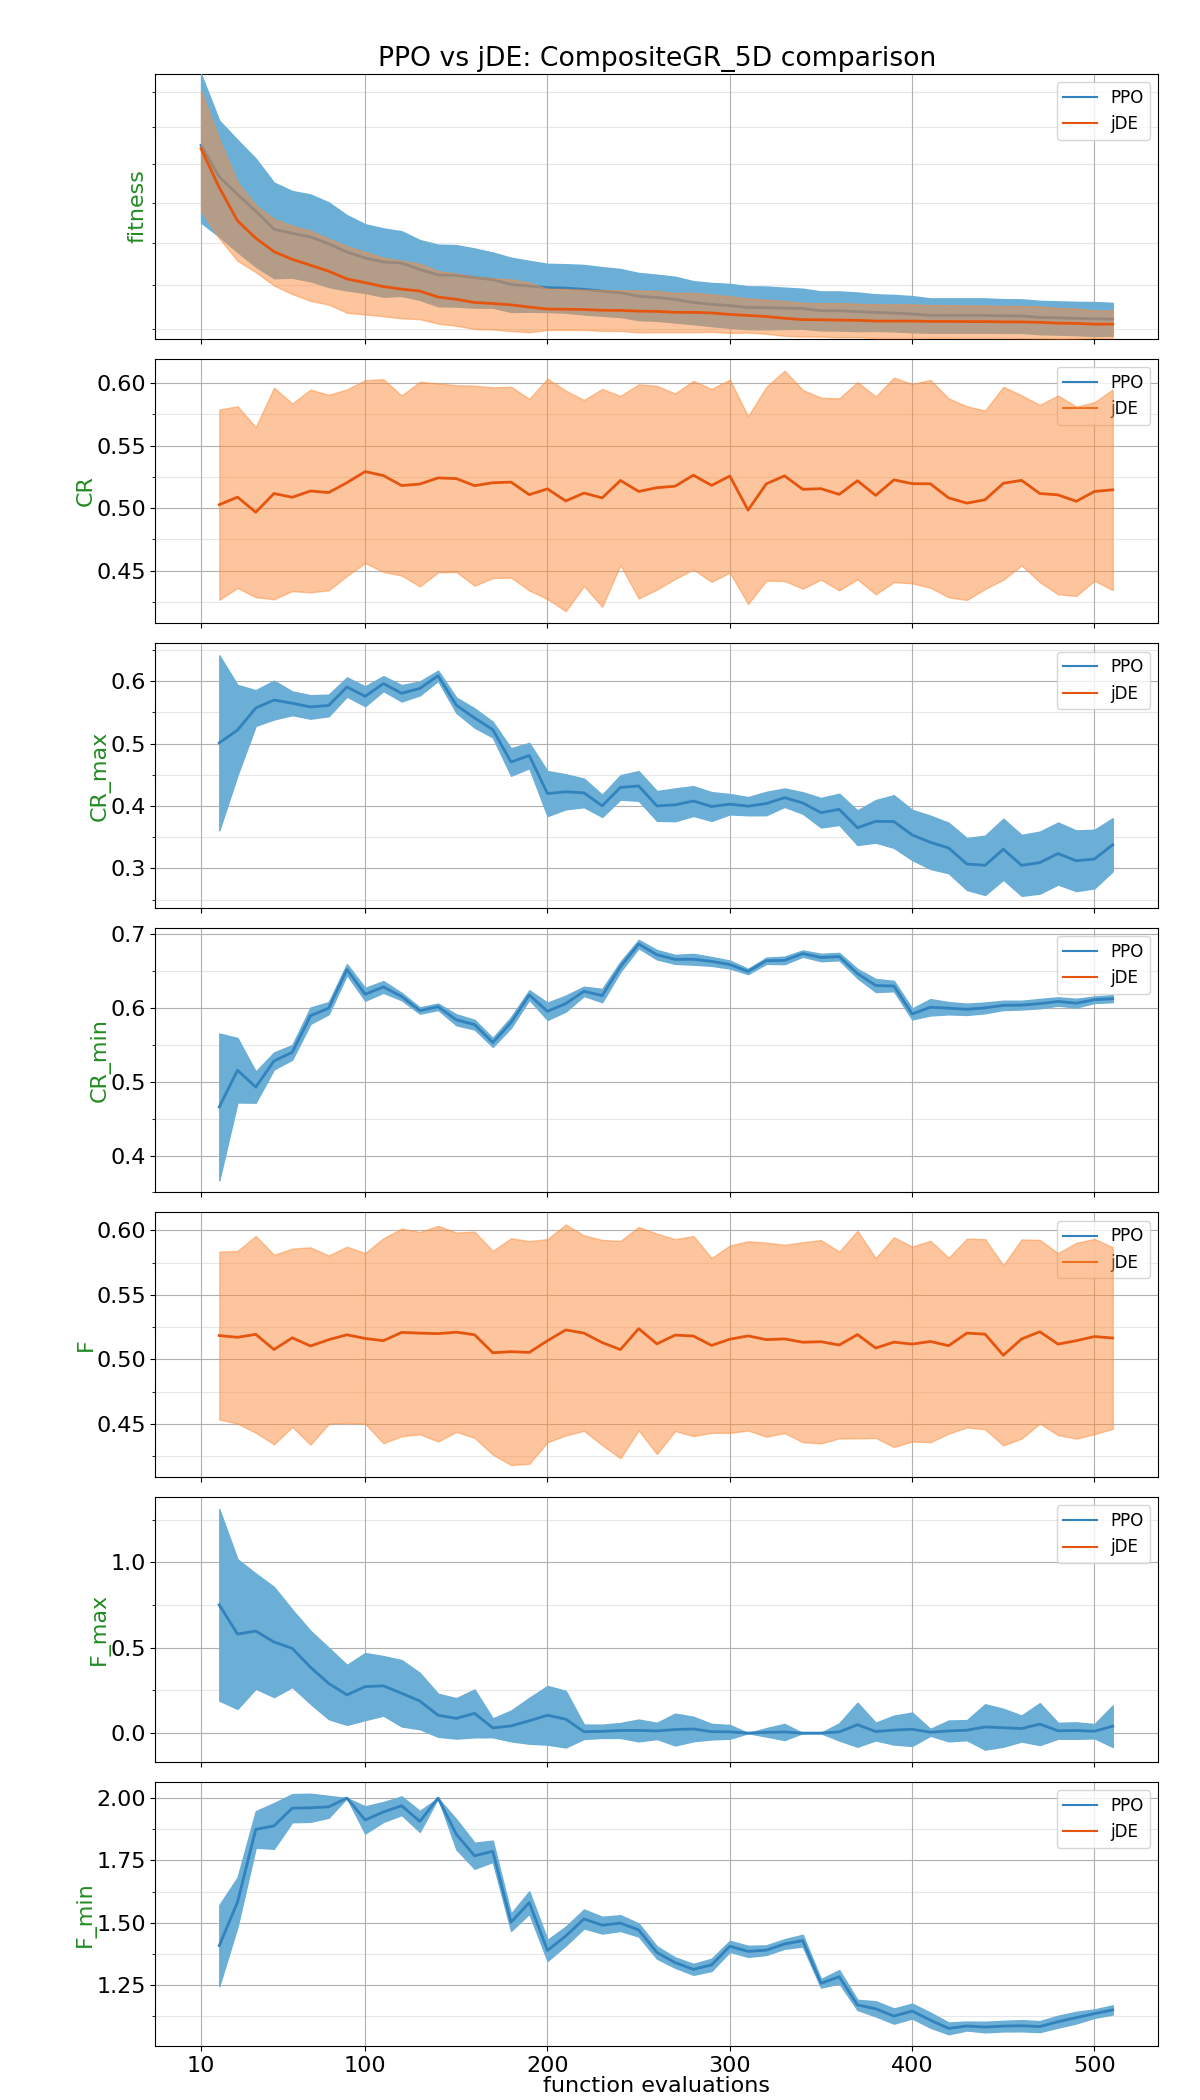 PPO vs jDE: CompositeGR_5D comparison
fitness
PPO
jDE
CR
0.60
0.55
0.50
0.45
PPO
jDE
CR_max
0.6
0.5
0.4
0.3
PPO
jDE
CR_min
0.7
0.6
0.5
0.4
PPO
jDE
F
0.60
0.55
0.50
0.45
PPO
jDE
F_max
1.0
0.5
0.0
PPO
jDE
F_min
2.00
1.75
1.50
1.25
PPO
jDE
10 100 200 300 400 500
function evaluations